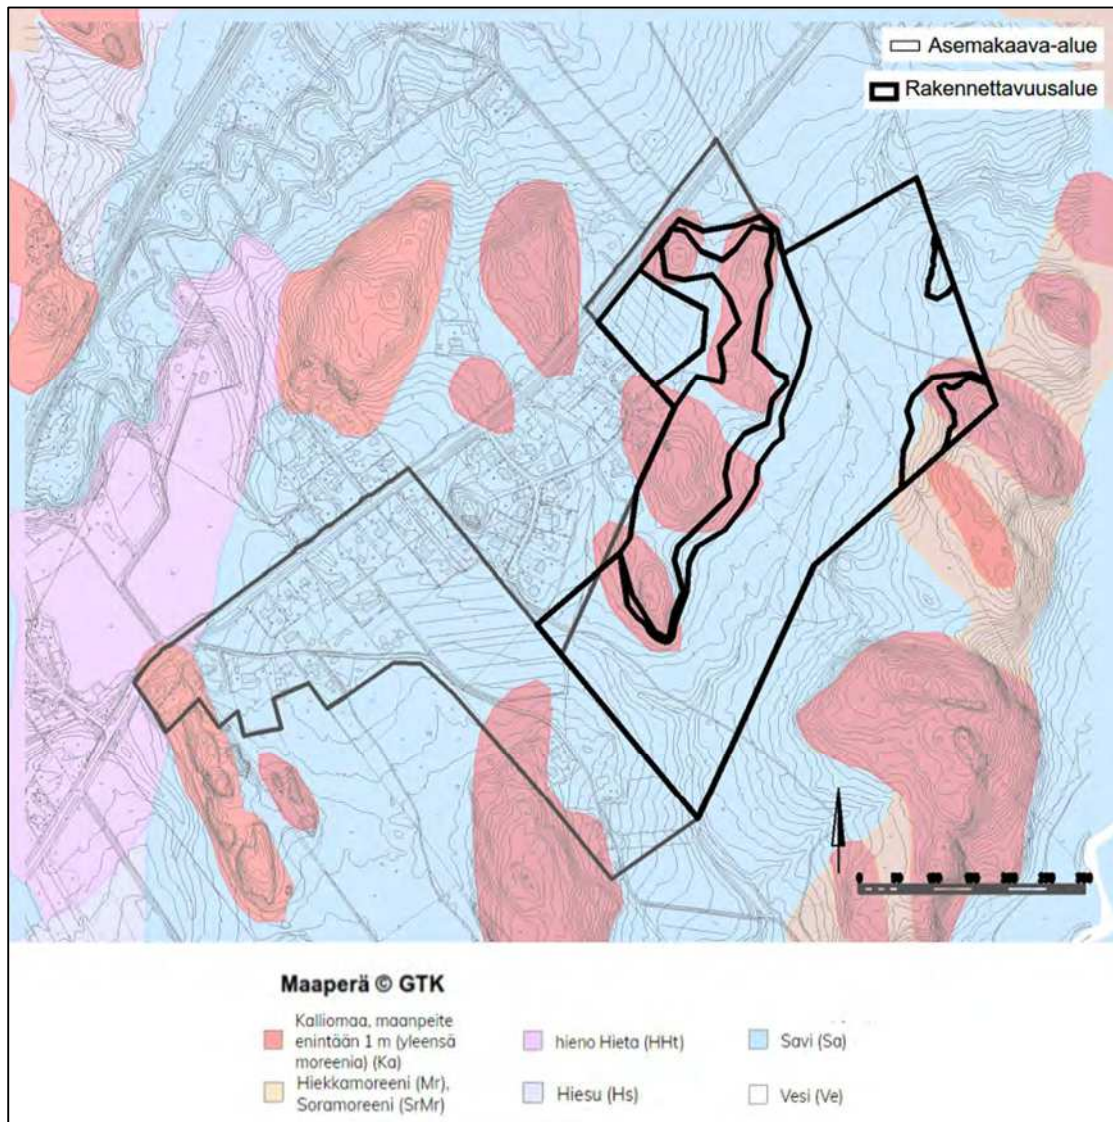 Asemakaava-alue
Rakennettavuusalue
Maaperä © GTK
Kalliomaa, maanpeite
enintään 1 m (yleensä
moreenia) (Ka)
Hiekkamoreeni (Mr),
Soramoreeni (SrMr)
hieno Hieta (HHt)
Hiesu (Hs)
Savi (Sa)
Vesi (Ve)